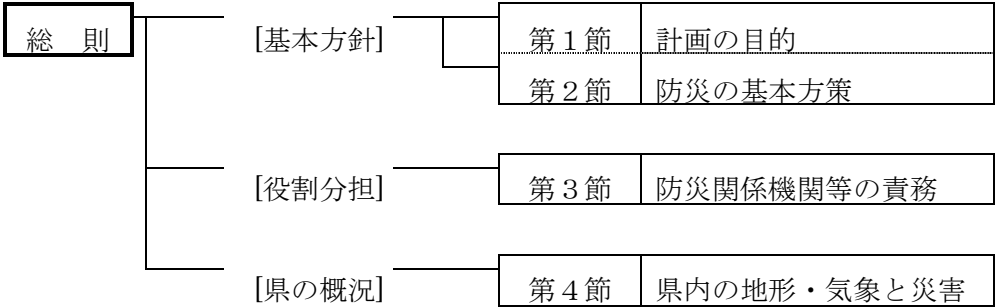 総　則　[基本方針]　第１節　計画の目的
第２節　防災の基本方策
[役割分担]　第３節　防災関係機関等の責務
[県の概況]　第４節　県内の地形・気象と災害